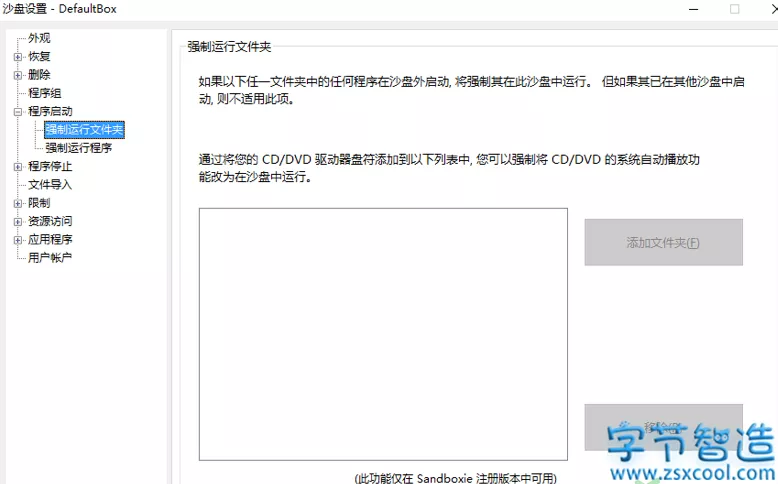 沙盘设置 - DefaultBox
外观
恢复
删除
程序组
程序启动
强制运行文件夹
强制运行程序
程序停止
文件导入
限制
资源访问
应用程序
用户帐户
强制运行文件夹
如果以下任一文件夹中的任何程序在沙盘外启动, 将强制其在此沙盘中运行。 但如果其已在其他沙盘中启
动, 则不适用此项。
通过将您的 CD/DVD 驱动器盘符添加到以下列表中, 您可以强制将 CD/DVD 的系统自动播放功
能改为在沙盘中运行。
添加文件夹(F)
移除
字节智造
www.zsxcool.com
(此功能仅在 Sandboxie 注册版本中可用)